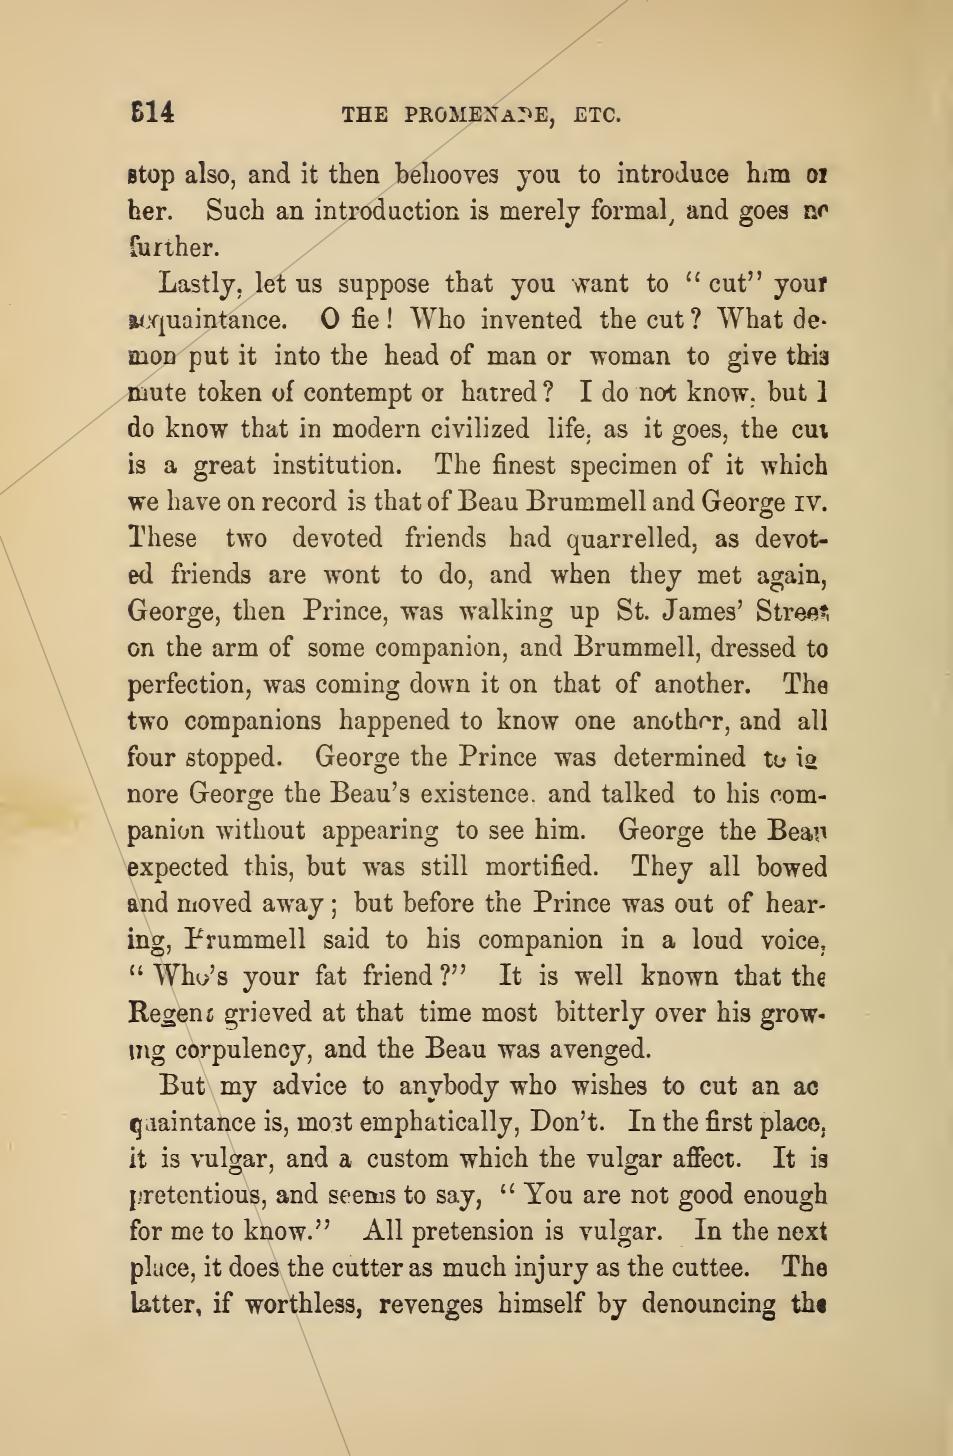 314 THE PROMENADE, ETC.
stop also, and it then behooves you to introduce him or
her. Such an introduction is merely formal, and goes no
further.
Lastly, let us suppose that you want to “ cut” your
acquaintance. O fie ! Who invented the cut ? What de-
mon put it into the head of man or woman to give this
mute token of contempt or hatred ? I do not know, but I
do know that in modern civilized life, as it goes, the cut
is a great institution. The finest specimen of it which
we have on record is that of Beau Brummell and George IV.
These two devoted friends had quarrelled, as devot-
ed friends are wont to do, and when they met again,
George, then Prince, was walking up St. James’ Street
on the arm of some companion, and Brummell, dressed to
perfection, was coming down it on that of another. The
two companions happened to know one another, and all
four stopped. George the Prince was determined to ig
nore George the Beau’s existence. and talked to his com-
panion without appearing to see him. George the Beau
expected this, but was still mortified. They all bowed
and moved away ; but before the Prince was out of hear-
ing, Brummell said to his companion in a loud voice,
“ Who’s your fat friend ?” It is well known that the
Regent grieved at that time most bitterly over his grow-
ing corpulency, and the Beau was avenged.
But my advice to anybody who wishes to cut an ac
quaintance is, most emphatically, Don’t. In the first place,
it is vulgar, and a custom which the vulgar affect. It is
pretentious, and seems to say, “ You are not good enough
for me to know.” All pretension is vulgar. In the next
place, it does the cutter as much injury as the cuttee. The
latter, if worthless, revenges himself by denouncing the